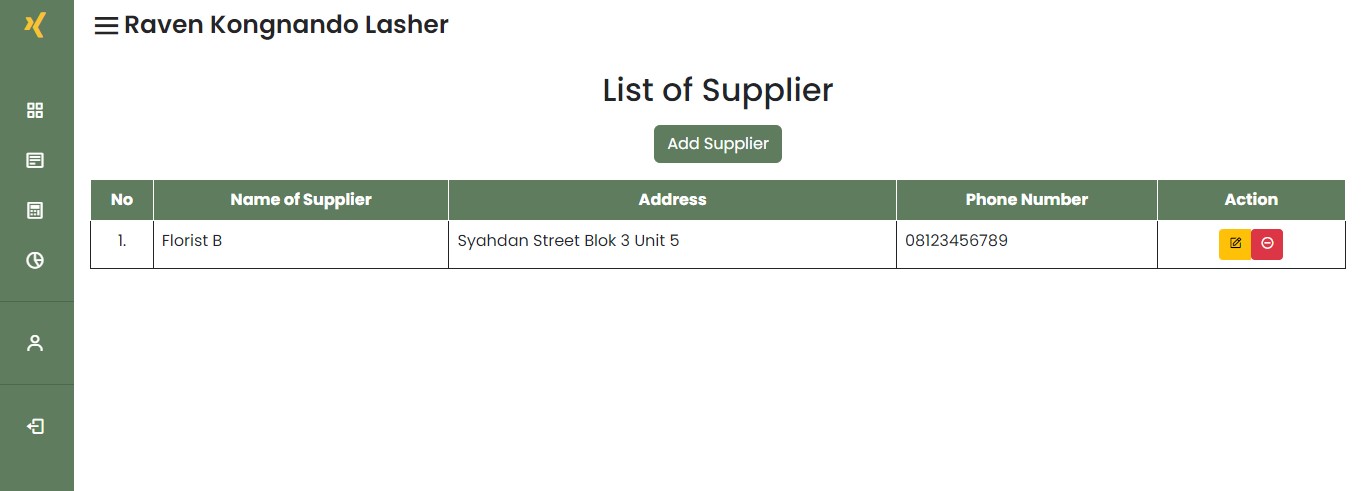 Raven Kongnando Lasher
List of Supplier
Add Supplier
No Name of Supplier Address Phone Number Action
1. Florist B Syahdan Street Blok 3 Unit 5 08123456789